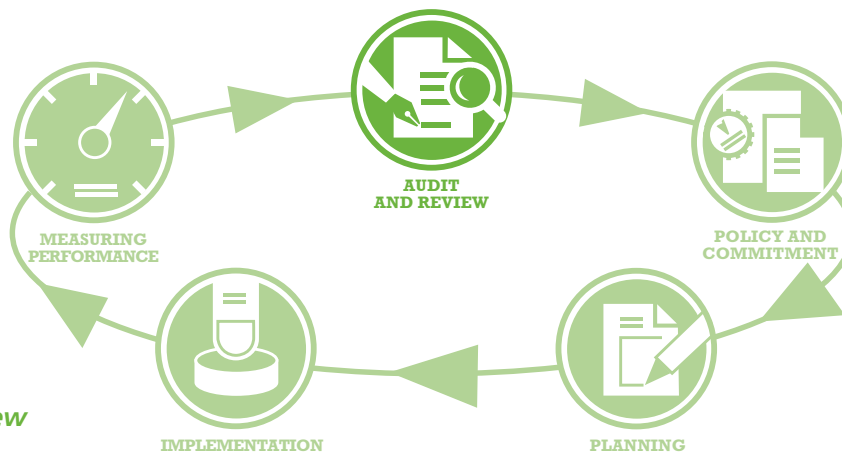 AUDIT
AND REVIEW
MEASURING
PERFORMANCE
POLICY AND
COMMITMENT
IMPLEMENTATION
PLANNING